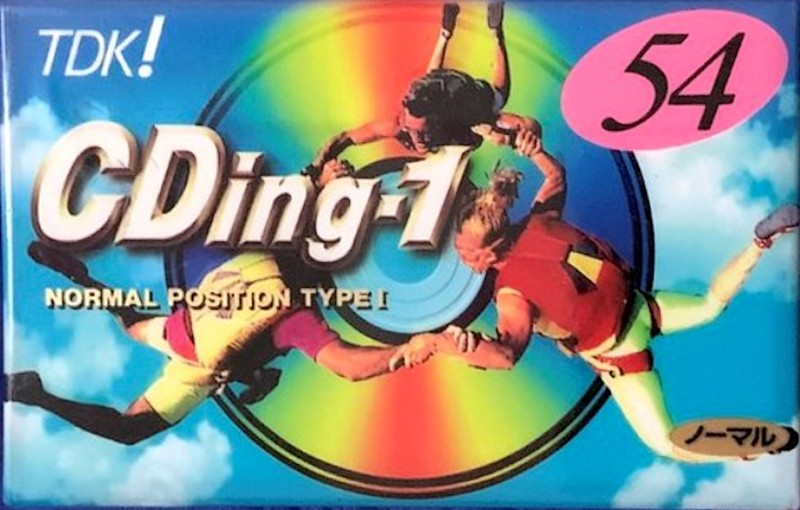 TDK!
54
CDing-1
NORMAL POSITION TYPE I
ノーマル